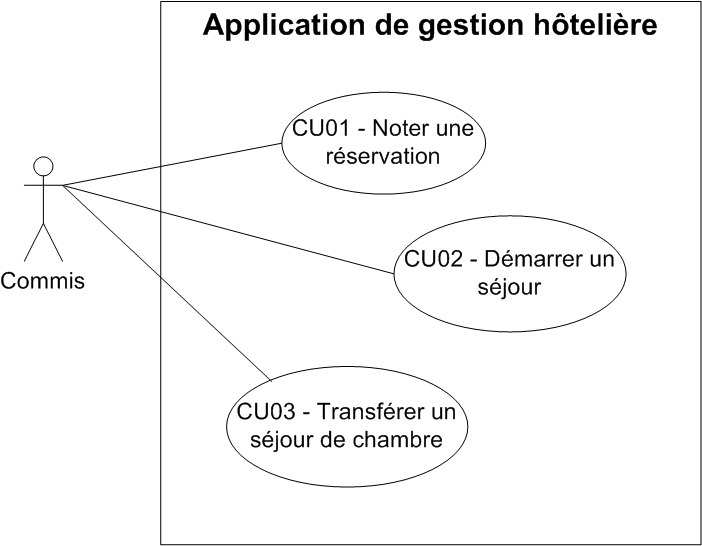 Application de gestion hôtelière
CU01 - Noter une
réservation
Commis
CU02 - Démarrer un
séjour
CU03 - Transférer un
séjour de chambre